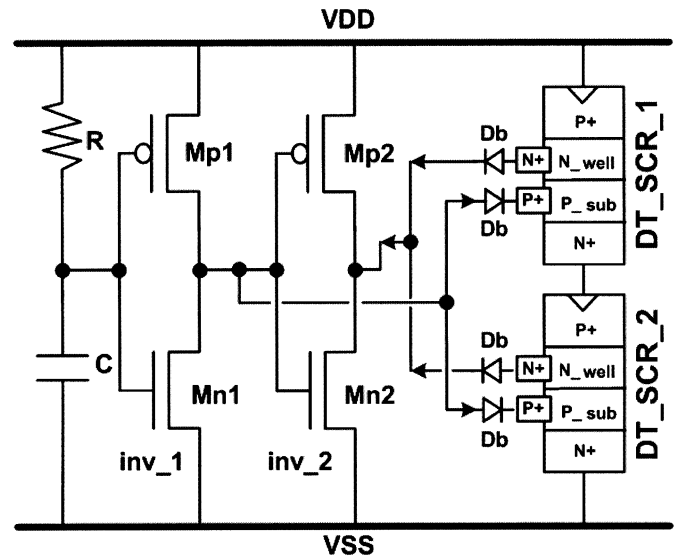 VDD
R
Mp1
Mp2
Db
N+
P+
Db
P+
N_well
P_sub
N+
DT_SCR_1
C
Mn1
Mn2
inv_1
inv_2
Db
N+
P+
Db
P+
N_well
P_sub
N+
DT_SCR_2
VSS